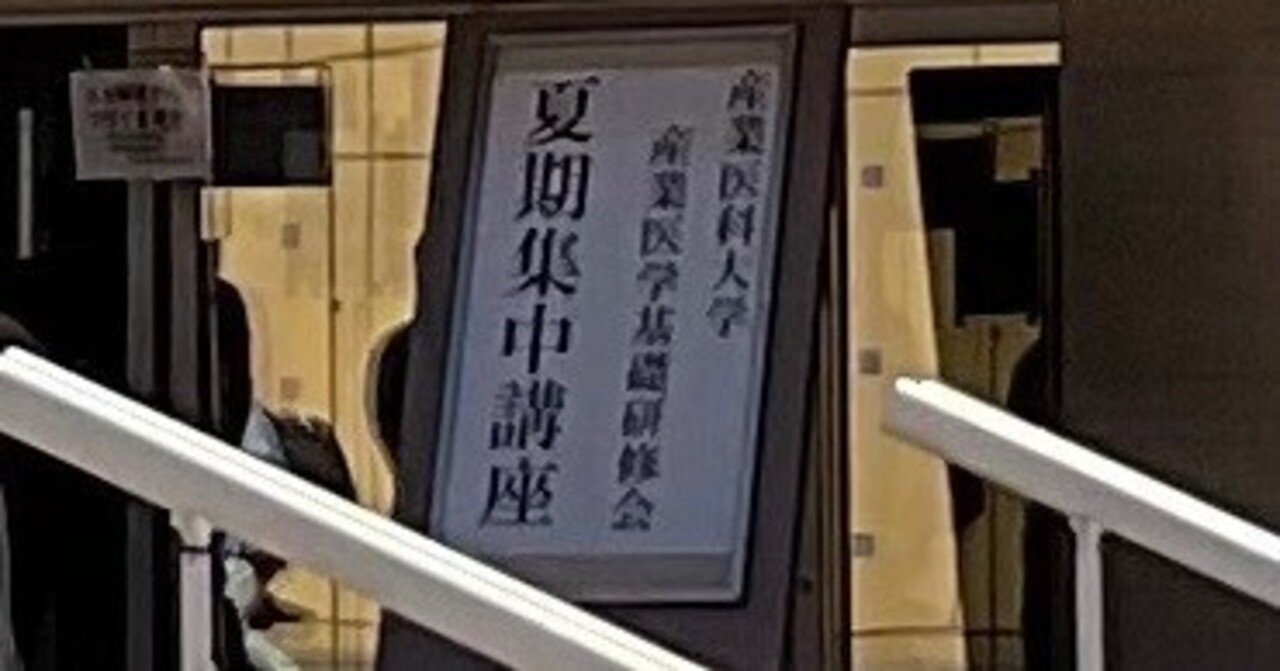 産業医科大学
産業医学基礎研修会
夏期集中講座